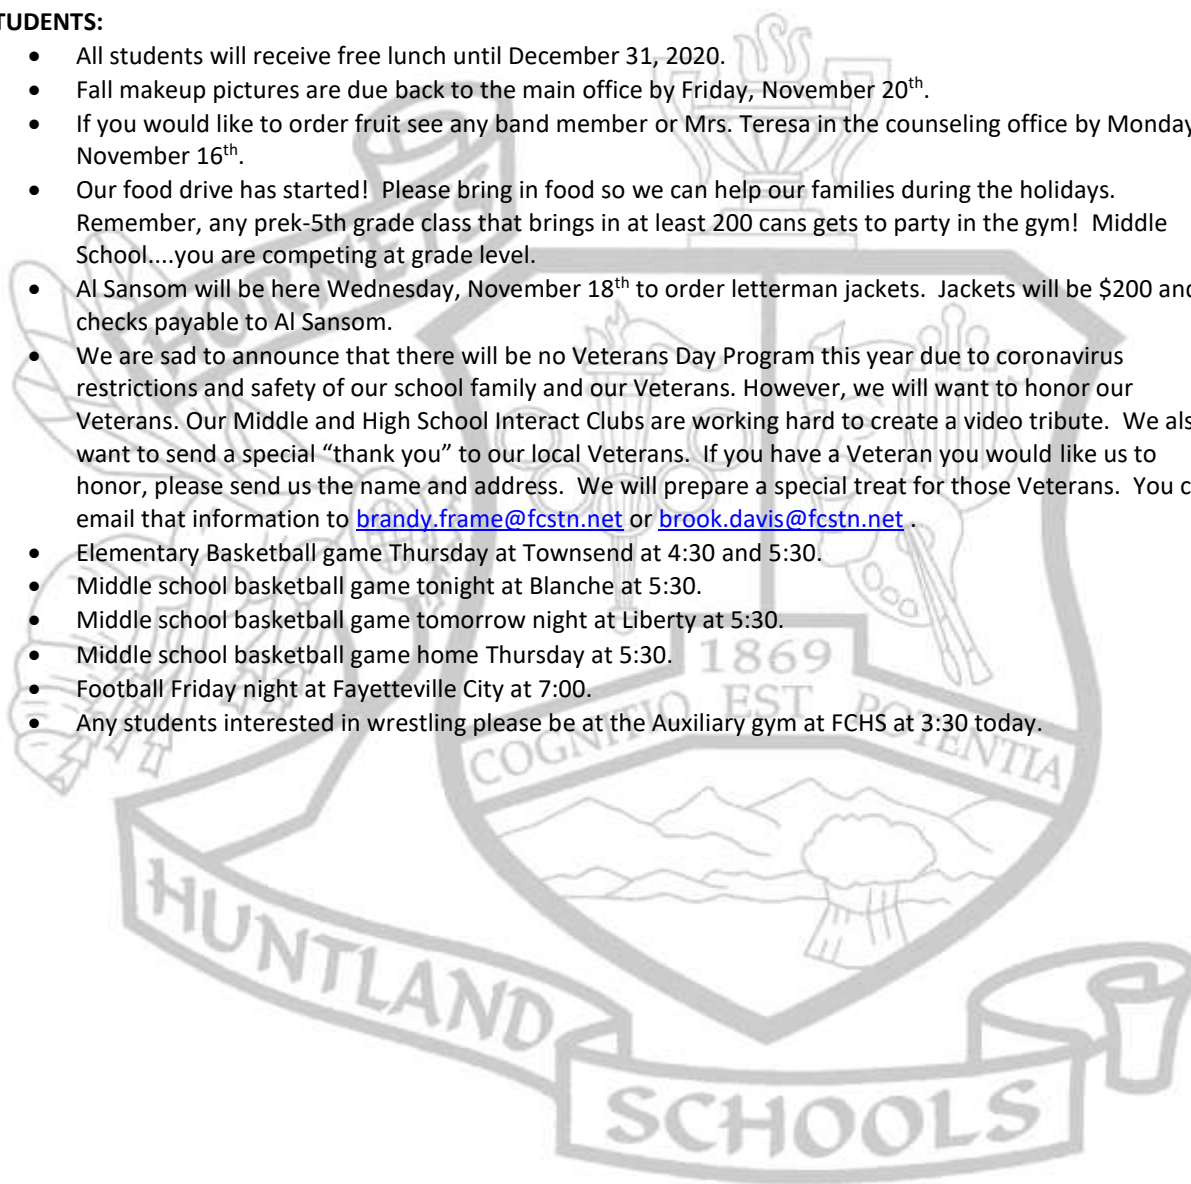 TUDENTS:
• All students will receive free lunch until December 31, 2020.
• Fall makeup pictures are due back to the main office by Friday, November 20th.
• If you would like to order fruit see any band member or Mrs. Teresa in the counseling office by Monday
November 16th.
• Our food drive has started!  Please bring in food so we can help our families during the holidays.
Remember, any prek-5th grade class that brings in at least 200 cans gets to party in the gym!  Middle
School....you are competing at grade level.
• Al Sansom will be here Wednesday, November 18th to order letterman jackets.  Jackets will be $200 and
checks payable to Al Sansom.
• We are sad to announce that there will be no Veterans Day Program this year due to coronavirus
restrictions and safety of our school family and our Veterans. However, we will want to honor our
Veterans. Our Middle and High School Interact Clubs are working hard to create a video tribute.  We als
want to send a special “thank you” to our local Veterans.  If you have a Veteran you would like us to
honor, please send us the name and address.  We will prepare a special treat for those Veterans.  You c
email that information to brandy.frame@fcstn.net or brook.davis@fcstn.net .
• Elementary Basketball game Thursday at Townsend at 4:30 and 5:30.
• Middle school basketball game tonight at Blanche at 5:30.
• Middle school basketball game tomorrow night at Liberty at 5:30.
• Middle school basketball game home Thursday at 5:30.
• Football Friday night at Fayetteville City at 7:00.
• Any students interested in wrestling please be at the Auxiliary gym at FCHS at 3:30 today.
HORNETS
1869
COGNITIO EST POTENTIA
HUNTLAND
SCHOOLS